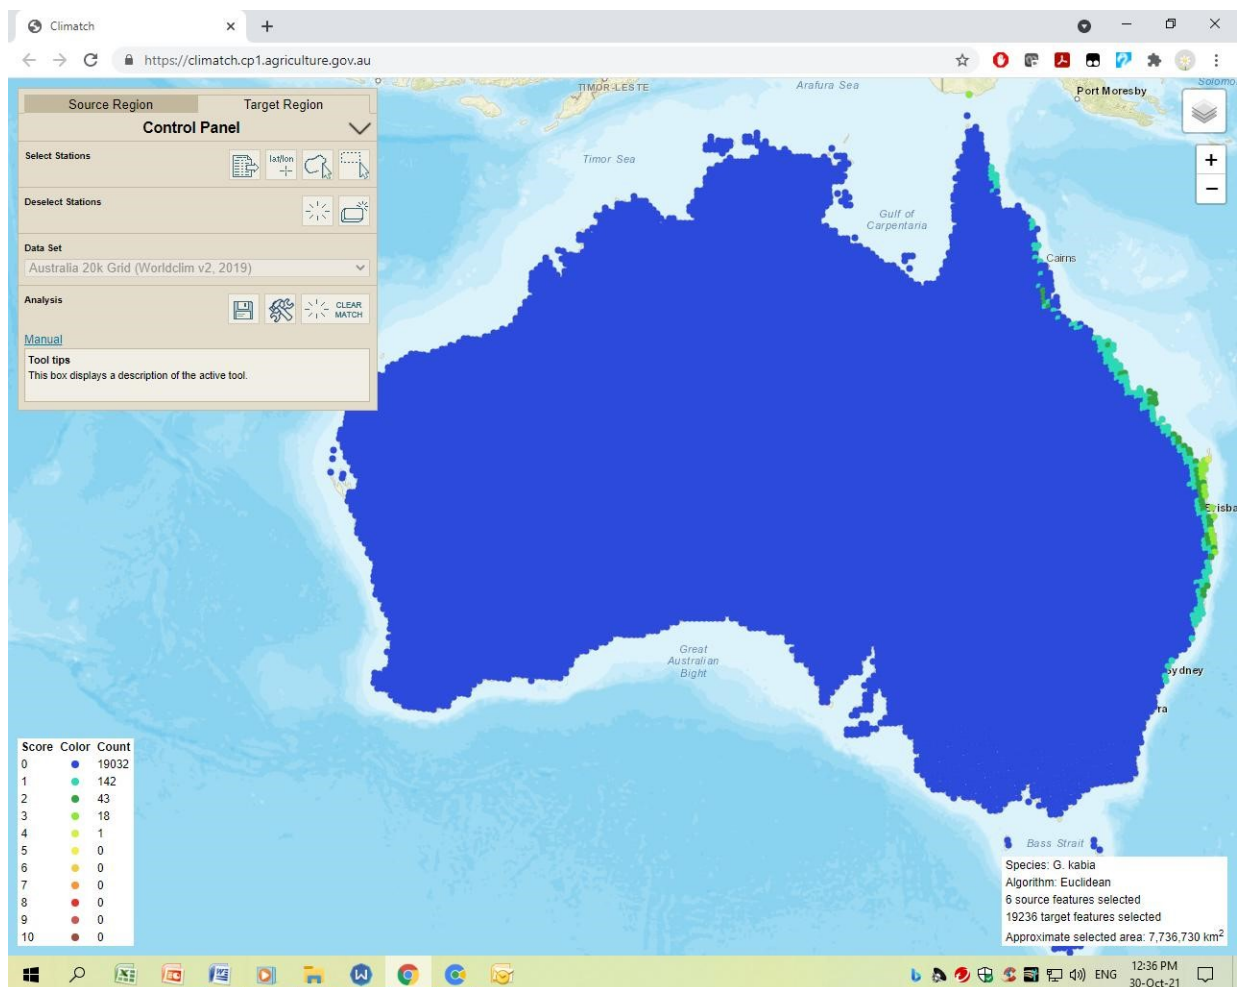 Climatch
https://climatch.cp1.agriculture.gov.au
Source Region Target Region
Control Panel
Select Stations
lat/lon
Deselect Stations
Data Set
Australia 20k Grid (Worldclim v2, 2019)
Analysis
CLEAR
MATCH
Manual
Tool tips
This box displays a description of the active tool.
TIMOR-LESTE
Arafura Sea
Port Moresby
Solomo
Timor Sea
Gulf of
Carpentaria
Cairns
Brisba
Great
Australian
Bight
Sydney
ra
Bass Strait
+
−
Score Color Count
0 19032
1 142
2 43
3 18
4 1
5 0
6 0
7 0
8 0
9 0
10 0
Species: G. kabia
Algorithm: Euclidean
6 source features selected
19236 target features selected
Approximate selected area: 7,736,730 km²
ENG
12:36 PM
30-Oct-21